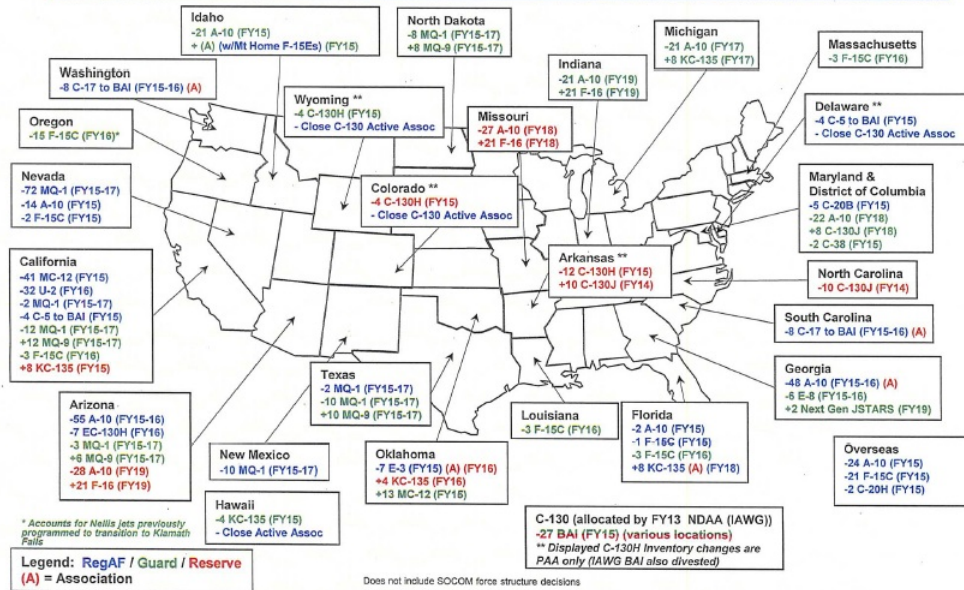 Idaho
-21 A-10 (FY15)
+ (A) (w/Mt Home F-15Es) (FY15)
North Dakota
-8 MQ-1 (FY15-17)
+8 MQ-9 (FY15-17)
Michigan
-21 A-10 (FY17)
+8 KC-135 (FY17)
Massachusetts
-3 F-15C (FY16)
Washington
-8 C-17 to BAI (FY15-16) (A)
Indiana
-21 A-10 (FY19)
+21 F-16 (FY19)
Wyoming **
-4 C-130H (FY15)
- Close C-130 Active Assoc
Missouri
-27 A-10 (FY18)
+21 F-16 (FY18)
Delaware **
-4 C-5 to BAI (FY15)
- Close C-130 Active Assoc
Oregon
-15 F-15C (FY16)*
Nevada
-72 MQ-1 (FY15-17)
-14 A-10 (FY15)
-2 F-15C (FY15)
Colorado **
-4 C-130H (FY15)
- Close C-130 Active Assoc
Maryland &
District of Columbia
-5 C-20B (FY15)
-22 A-10 (FY18)
+8 C-130J (FY18)
-2 C-38 (FY15)
California
-41 MC-12 (FY15)
-32 U-2 (FY16)
-2 MQ-1 (FY15-17)
-4 C-5 to BAI (FY15)
-12 MQ-1 (FY15-17)
+12 MQ-9 (FY15-17)
-3 F-15C (FY16)
+8 KC-135 (FY15)
Arkansas **
-12 C-130H (FY15)
+10 C-130J (FY14)
North Carolina
-10 C-130J (FY14)
South Carolina
-8 C-17 to BAI (FY15-16) (A)
Georgia
-48 A-10 (FY15-16) (A)
-6 E-8 (FY15-16)
+2 Next Gen JSTARS (FY19)
Texas
-2 MQ-1 (FY15-17)
-10 MQ-1 (FY15-17)
+10 MQ-9 (FY15-17)
Arizona
-55 A-10 (FY15-16)
-7 EC-130H (FY16)
-3 MQ-1 (FY15-17)
+6 MQ-9 (FY15-17)
-28 A-10 (FY19)
+21 F-16 (FY19)
Louisiana
-3 F-15C (FY16)
Florida
-2 A-10 (FY15)
-1 F-15C (FY15)
-3 F-15C (FY16)
+8 KC-135 (A) (FY18)
New Mexico
-10 MQ-1 (FY15-17)
Oklahoma
-7 E-3 (FY15) (A) (FY16)
+4 KC-135 (FY16)
+13 MC-12 (FY15)
Overseas
-24 A-10 (FY15)
-21 F-15C (FY15)
-2 C-20H (FY15)
Hawaii
-4 KC-135 (FY15)
- Close Active Assoc
* Accounts for Nellis jets previously
programmed to transition to Klamath
Falls
C-130 (allocated by FY13 NDAA (IAWG))
-27 BAI (FY15) (various locations)
** Displayed C-130H Inventory changes are
PAA only (IAWG BAI also divested)
Legend: RegAF / Guard / Reserve
(A) = Association
Does not include SOCOM force structure decisions